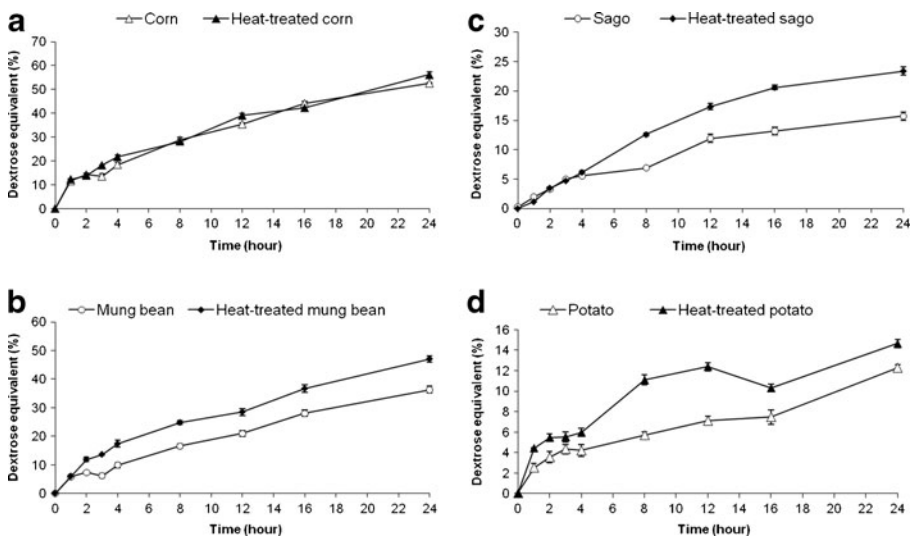 a
Corn Heat-treated corn
Dextrose equivalent (%)
70
60
50
40
30
20
10
0
0 2 4 6 8 10 12 14 16 18 20 22 24
Time (hour)
c
Sago Heat-treated sago
Dextrose equivalent (%)
30
25
20
15
10
5
0
0 2 4 6 8 10 12 14 16 18 20 22 24
Time (hour)
b
Mung bean Heat-treated mung bean
Dextrose equivalent (%)
60
50
40
30
20
10
0
0 2 4 6 8 10 12 14 16 18 20 22 24
Time (hour)
d
Potato Heat-treated potato
Dextrose equivalent (%)
16
14
12
10
8
6
4
2
0
0 2 4 6 8 10 12 14 16 18 20 22 24
Time (hour)